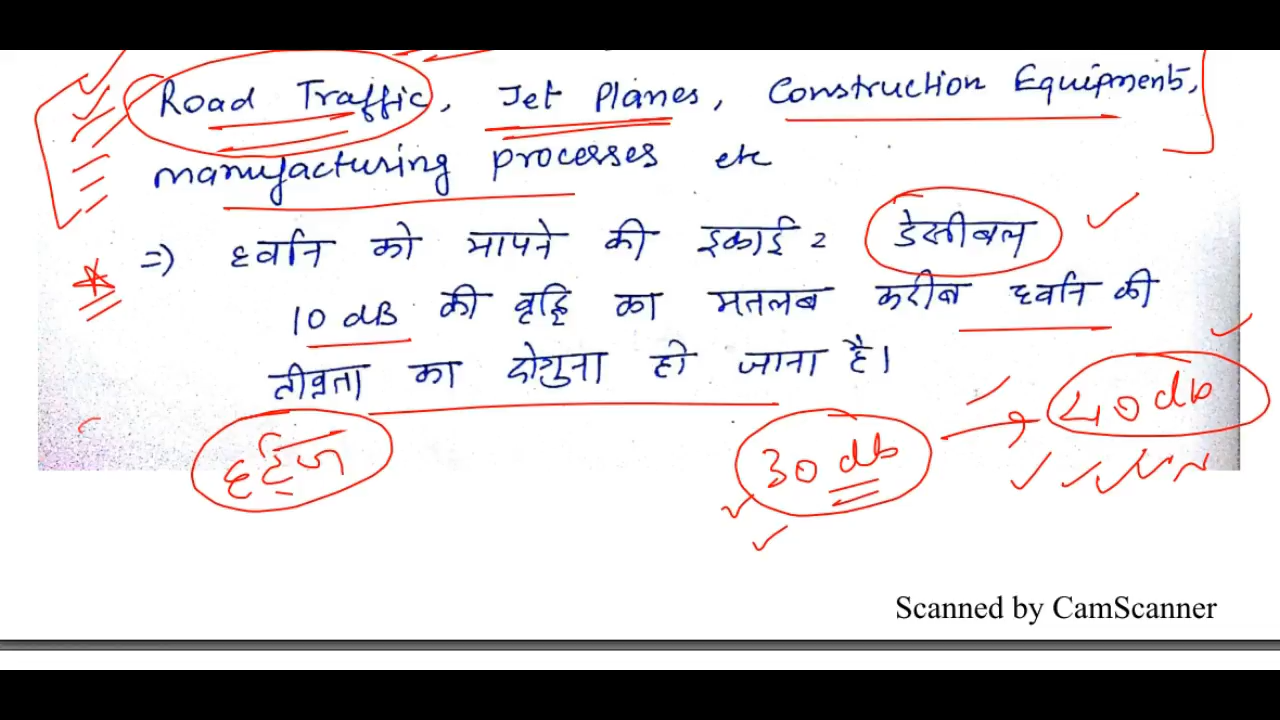 Road Traffic, Jet Planes, Construction Equipments,
manufacturing processes etc
=) ध्वनि को मापने की इकाई = डेसीबल
10 dB की वृद्धि का मतलब करीब ध्वनि की
तीव्रता का दोगुना हो जाना है।
40 db
30 db
Scanned by CamScanner